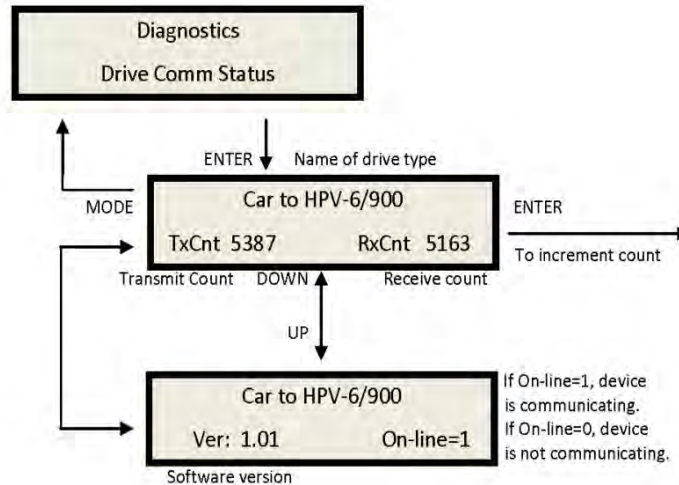 Diagnostics
Drive Comm Status
ENTER
Name of drive type
MODE
Car to HPV-6/900
TxCnt 5387
RxCnt 5163
ENTER
To increment count
Transmit Count
DOWN
Receive count
UP
Car to HPV-6/900
Ver: 1.01
On-line=1
If On-line=1, device
is communicating.
If On-line=0, device
is not communicating.
Software version